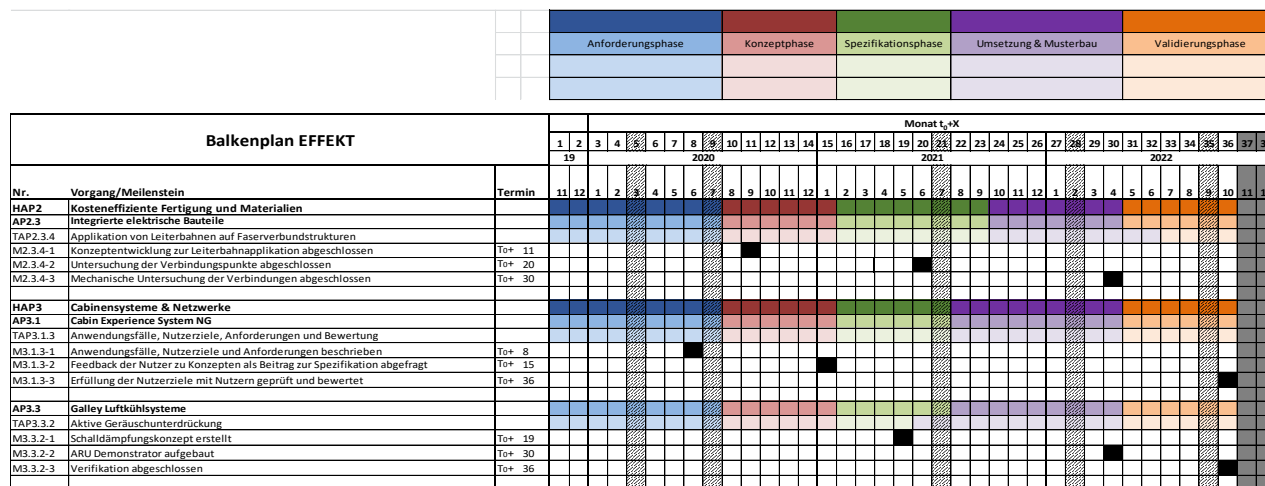 Anforderungsphase Konzeptphase Spezifikationsphase Umsetzung & Musterbau Validierungsphase
Balkenplan EFFEKT
Monat t0+X
1 2 3 4 5 6 7 8 9 10 11 12 13 14 15 16 17 18 19 20 21 22 23 24 25 26 27 28 29 30 31 32 33 34 35 36 37
19 2020 2021 2022
Nr. Vorgang/Meilenstein Termin 11 12 1 2 3 4 5 6 7 8 9 10 11 12 1 2 3 4 5 6 7 8 9 10 11 12 1 2 3 4 5 6 7 8 9 10 11
HAP2 Kosteneffiziente Fertigung und Materialien
AP2.3 Integrierte elektrische Bauteile
TAP2.3.4 Applikation von Leiterbahnen auf Faserverbundstrukturen
M2.3.4-1 Konzeptentwicklung zur Leiterbahnapplikation abgeschlossen T0+ 11
M2.3.4-2 Untersuchung der Verbindungspunkte abgeschlossen T0+ 20
M2.3.4-3 Mechanische Untersuchung der Verbindungen abgeschlossen T0+ 30
HAP3 Cabinensysteme & Netzwerke
AP3.1 Cabin Experience System NG
TAP3.1.3 Anwendungsfälle, Nutzerziele, Anforderungen und Bewertung
M3.1.3-1 Anwendungsfälle, Nutzerziele und Anforderungen beschrieben T0+ 8
M3.1.3-2 Feedback der Nutzer zu Konzepten als Beitrag zur Spezifikation abgefragt T0+ 15
M3.1.3-3 Erfüllung der Nutzerziele mit Nutzern geprüft und bewertet T0+ 36
AP3.3 Galley Luftkühlsysteme
TAP3.3.2 Aktive Geräuschunterdrückung
M3.3.2-1 Schalldämpfungskonzept erstellt T0+ 19
M3.3.2-2 ARU Demonstrator aufgebaut T0+ 30
M3.3.2-3 Verifikation abgeschlossen T0+ 36